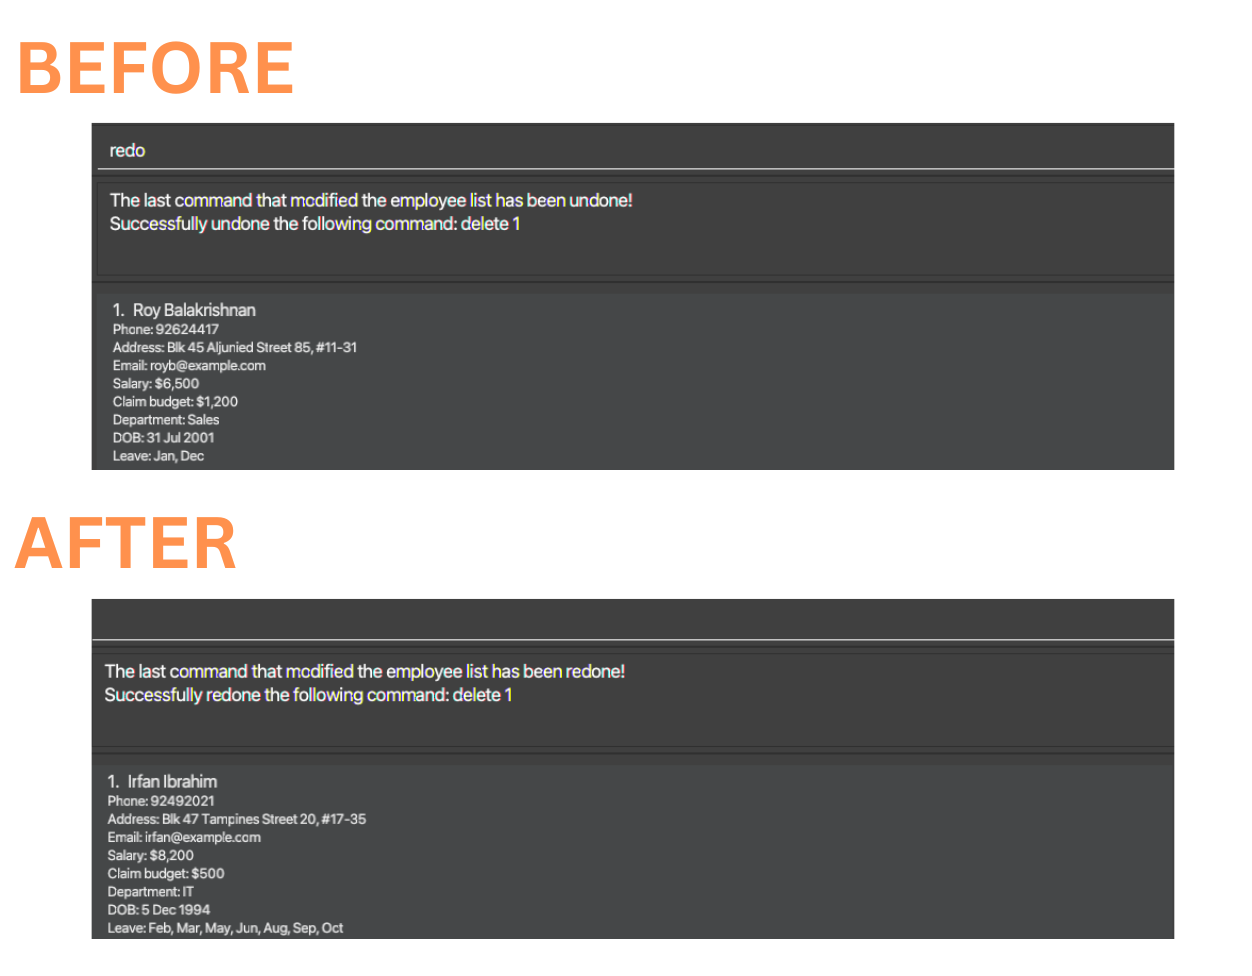 BEFORE
redo
The last command that modified the employee list has been undone!
Successfully undone the following command: delete 1
1. Roy Balakrishnan
Phone: 92624417
Address: Blk 45 Aljunied Street 85, #11-31
Email: royb@example.com
Salary: $6,500
Claim budget: $1,200
Department: Sales
DOB: 31 Jul 2001
Leave: Jan, Dec
AFTER
The last command that modified the employee list has been redone!
Successfully redone the following command: delete 1
1. Irfan Ibrahim
Phone: 92492021
Address: Blk 47 Tampines Street 20, #17-35
Email: irfan@example.com
Salary: $8,200
Claim budget: $500
Department: IT
DOB: 5 Dec 1994
Leave: Feb, Mar, May, Jun, Aug, Sep, Oct